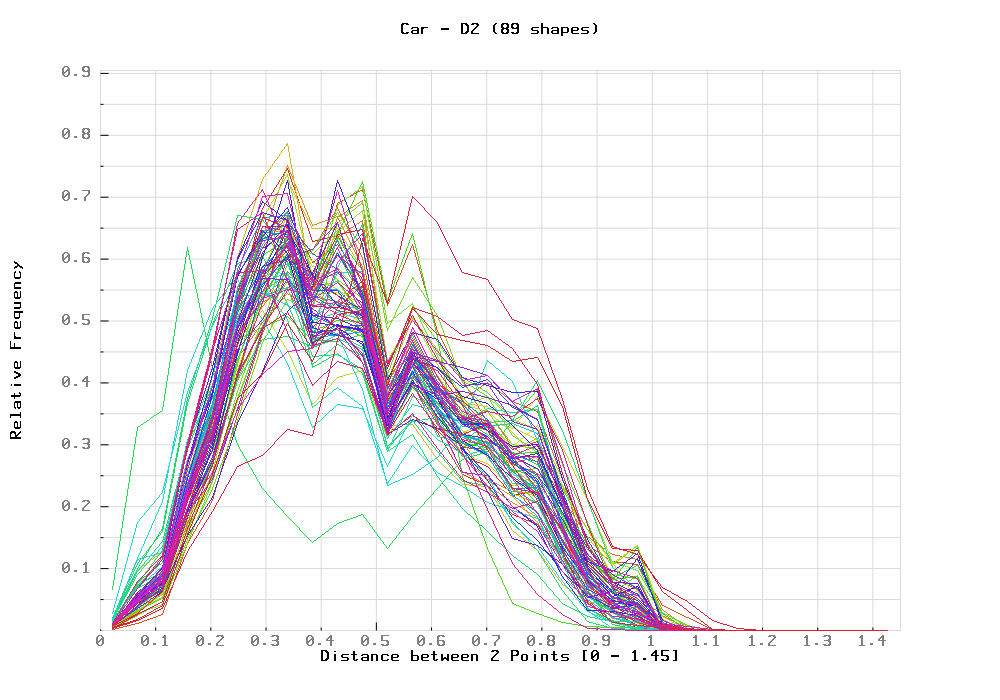 Car - D2 (89 shapes)
0.9
0.8
0.7
0.6
0.5
0.4
0.3
0.2
0.1
Relative Frequency
0 0.1 0.2 0.3 0.4 0.5 0.6 0.7 0.8 0.9 1 1.1 1.2 1.3 1.4
Distance between 2 Points [0 - 1.45]